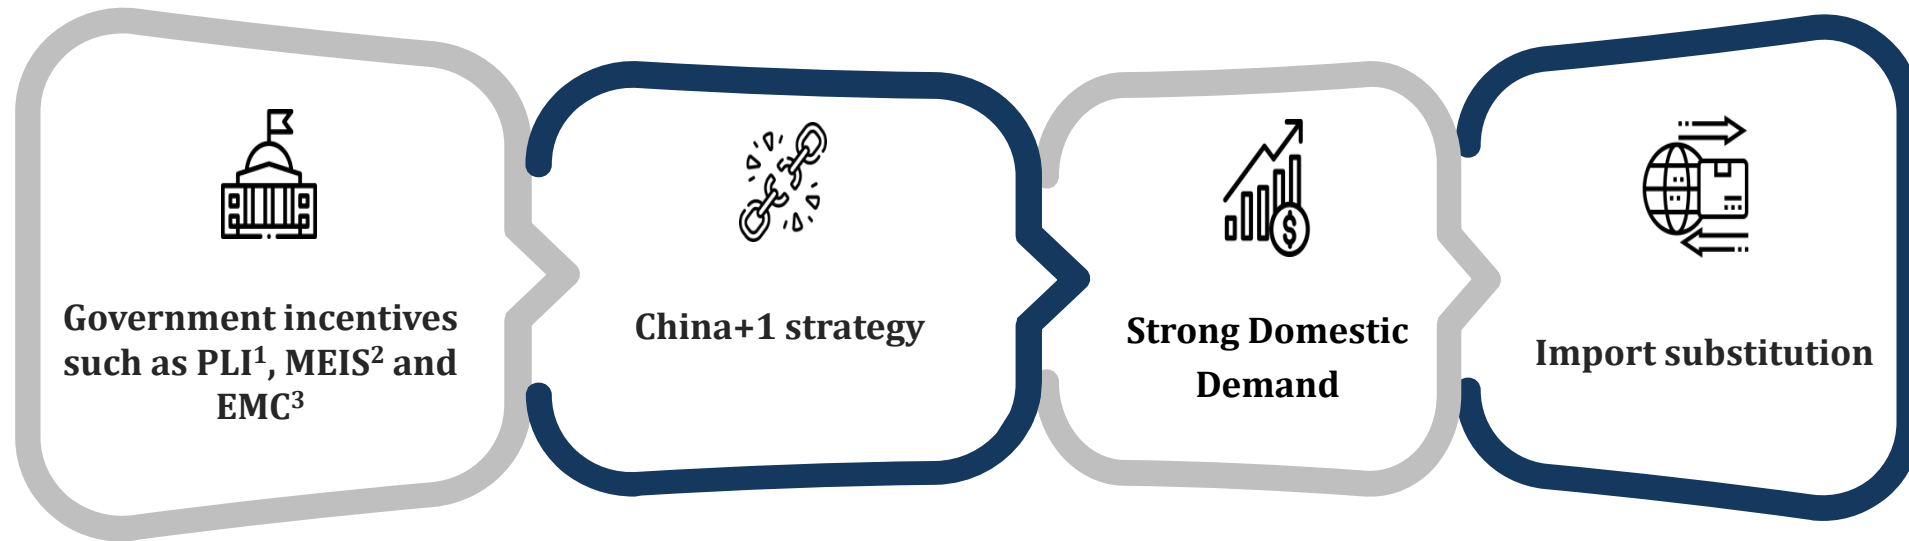 Government incentives
such as PLI¹, MEIS² and
EMC³
China+1 strategy
Strong Domestic
Demand
Import substitution
$